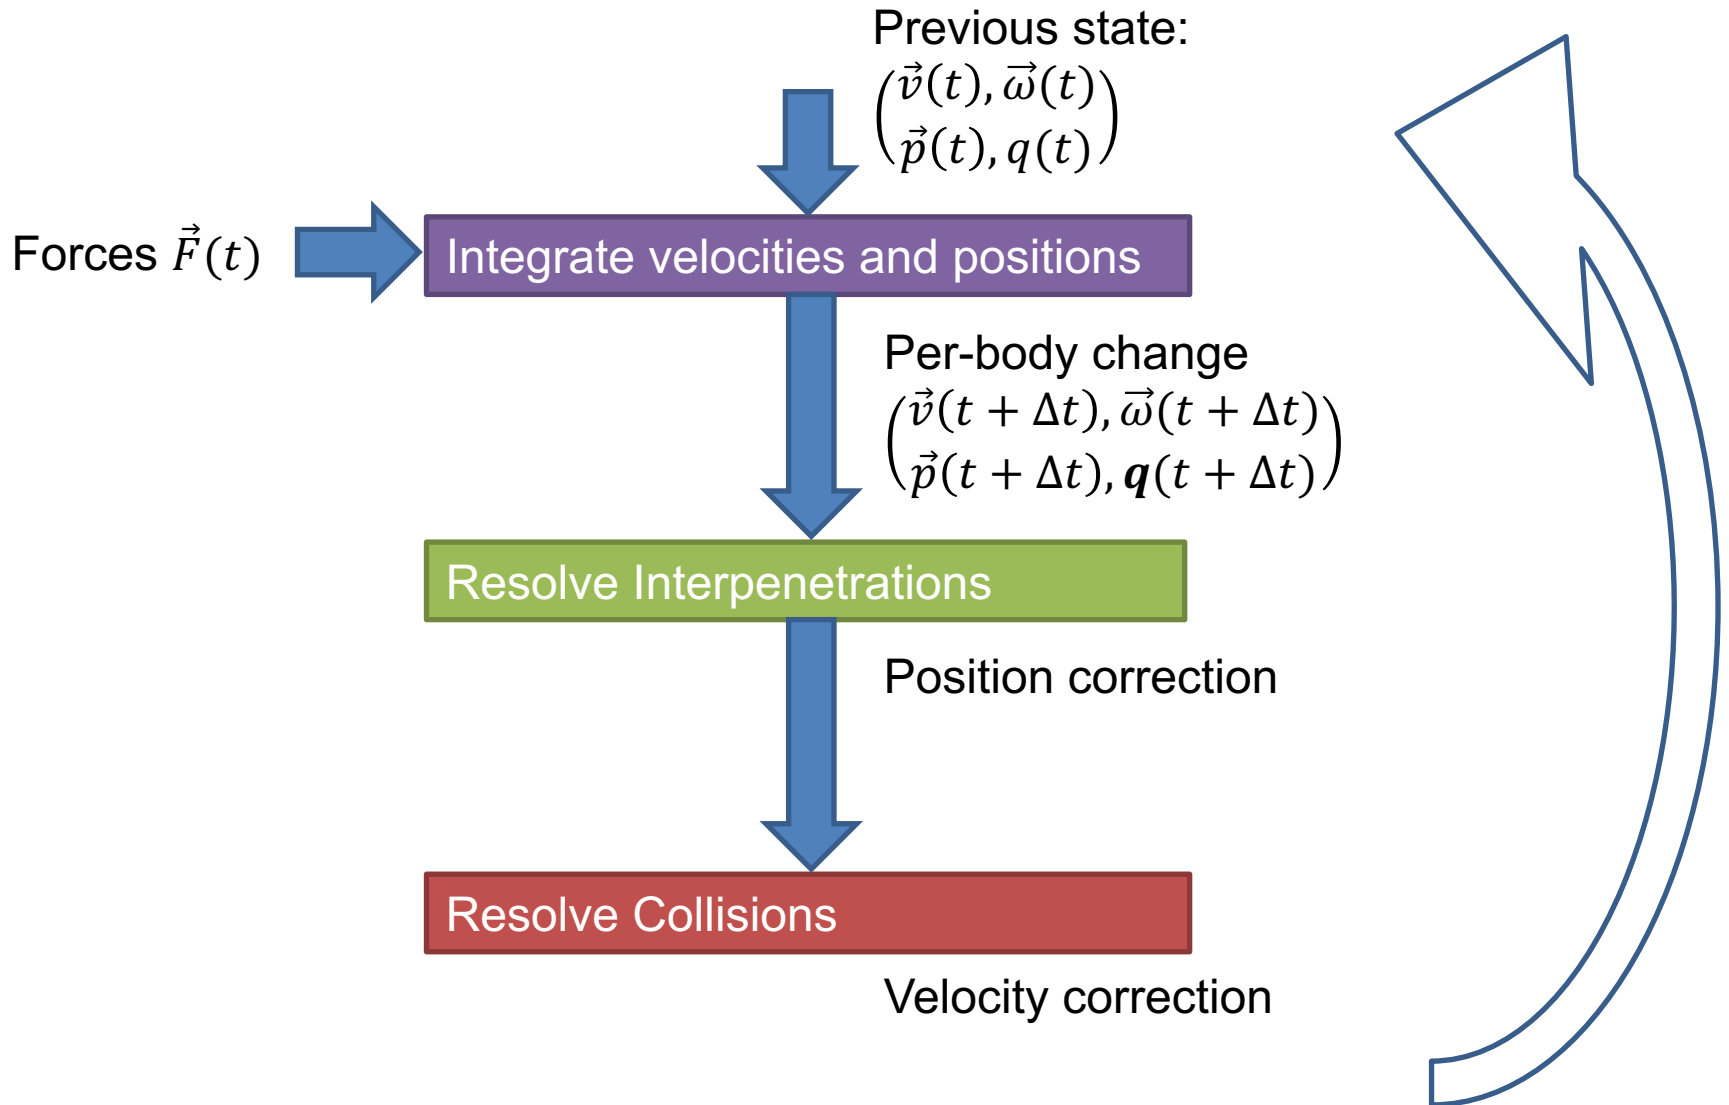 Previous state:
(v⃗(t), ω⃗(t)
p⃗(t), q(t))
Forces F⃗(t)
Integrate velocities and positions
Per-body change
(v⃗(t + Δt), ω⃗(t + Δt)
p⃗(t + Δt), q(t + Δt))
Resolve Interpenetrations
Position correction
Resolve Collisions
Velocity correction